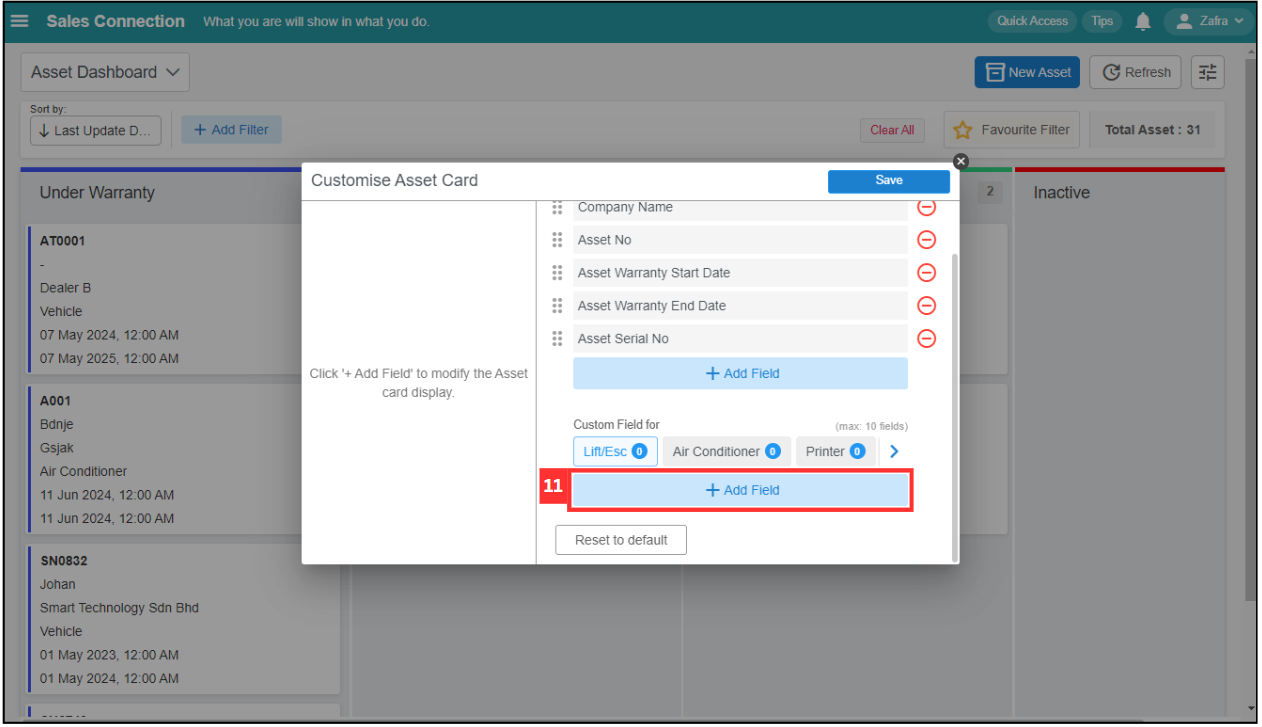 Sales Connection What you are will show in what you do. Quick Access Tips Zafra
Asset Dashboard New Asset Refresh
Sort by:
Last Update D... + Add Filter Clear All Favourite Filter Total Asset : 31
Customise Asset Card Save
Under Warranty 2 Inactive
Company Name
Asset No
Asset Warranty Start Date
Asset Warranty End Date
Asset Serial No
+ Add Field
Click '+ Add Field' to modify the Asset
card display.
Custom Field for (max: 10 fields)
Lift/Esc 0 Air Conditioner 0 Printer 0
11 + Add Field
Reset to default
AT0001
-
Dealer B
Vehicle
07 May 2024, 12:00 AM
07 May 2025, 12:00 AM
A001
Bdnje
Gsjak
Air Conditioner
11 Jun 2024, 12:00 AM
11 Jun 2024, 12:00 AM
SN0832
Johan
Smart Technology Sdn Bhd
Vehicle
01 May 2023, 12:00 AM
01 May 2024, 12:00 AM